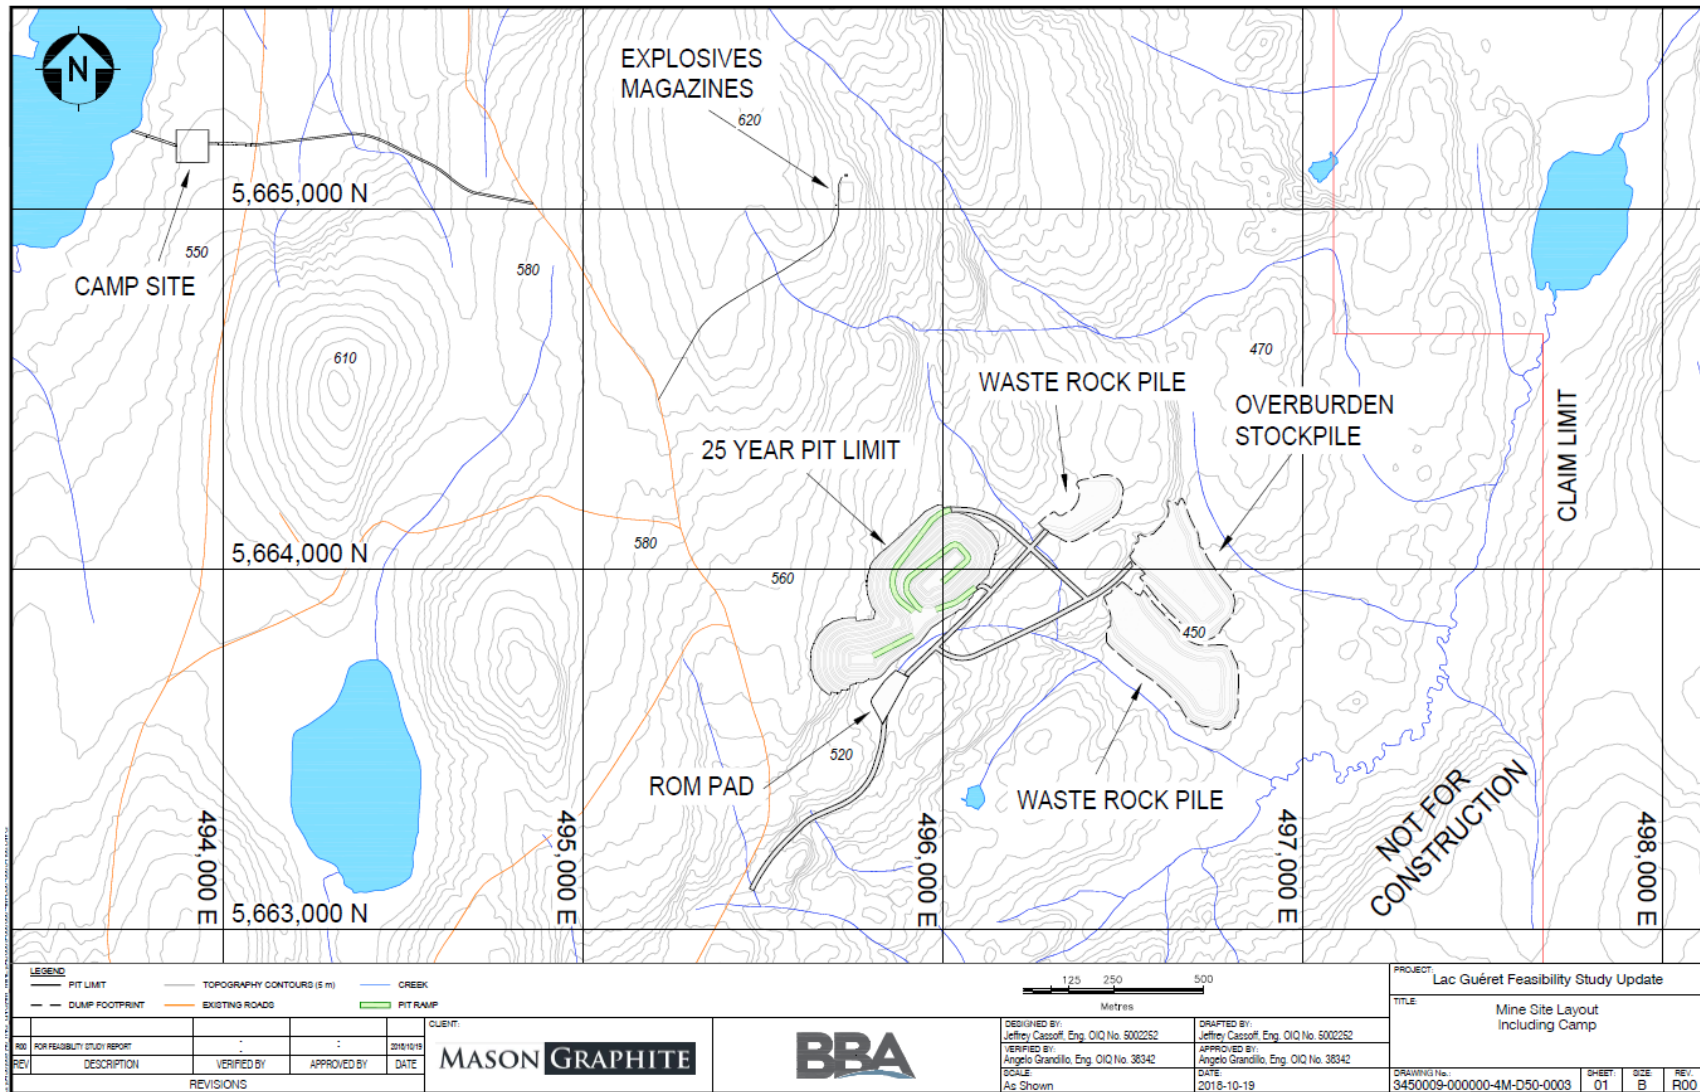 N
EXPLOSIVES
MAGAZINES
620
5,665,000 N
550
CAMP SITE
580
610
470
WASTE ROCK PILE
OVERBURDEN
STOCKPILE
CLAIM LIMIT
25 YEAR PIT LIMIT
5,664,000 N
580
560
450
520
ROM PAD
WASTE ROCK PILE
NOT FOR
CONSTRUCTION
494,000 E
495,000 E
496,000 E
497,000 E
498,000 E
5,663,000 N
LEGEND
PIT LIMIT
TOPOGRAPHY CONTOURS (5 m)
CREEK
DUMP FOOTPRINT
EXISTING ROADS
PIT RAMP
125 250 500
Metres
PROJECT:
Lac Guéret Feasibility Study Update
TITLE:
Mine Site Layout
Including Camp
R00 FOR FEASIBILITY STUDY REPORT : : 2018/10/19
REV DESCRIPTION VERIFIED BY APPROVED BY DATE
REVISIONS
CLIENT:
MASON GRAPHITE
BBA
DESIGNED BY:
Jeffrey Cassoff, Eng. OIQ No. 5002252
DRAFTED BY:
Jeffrey Cassoff, Eng. OIQ No. 5002252
VERIFIED BY:
Angelo Grandillo, Eng. OIQ No. 38342
APPROVED BY:
Angelo Grandillo, Eng. OIQ No. 38342
SCALE:
As Shown
DATE:
2018-10-19
DRAWING No.:
3450009-000000-4M-D50-0003
SHEET:
01
SIZE:
B
REV.
R00